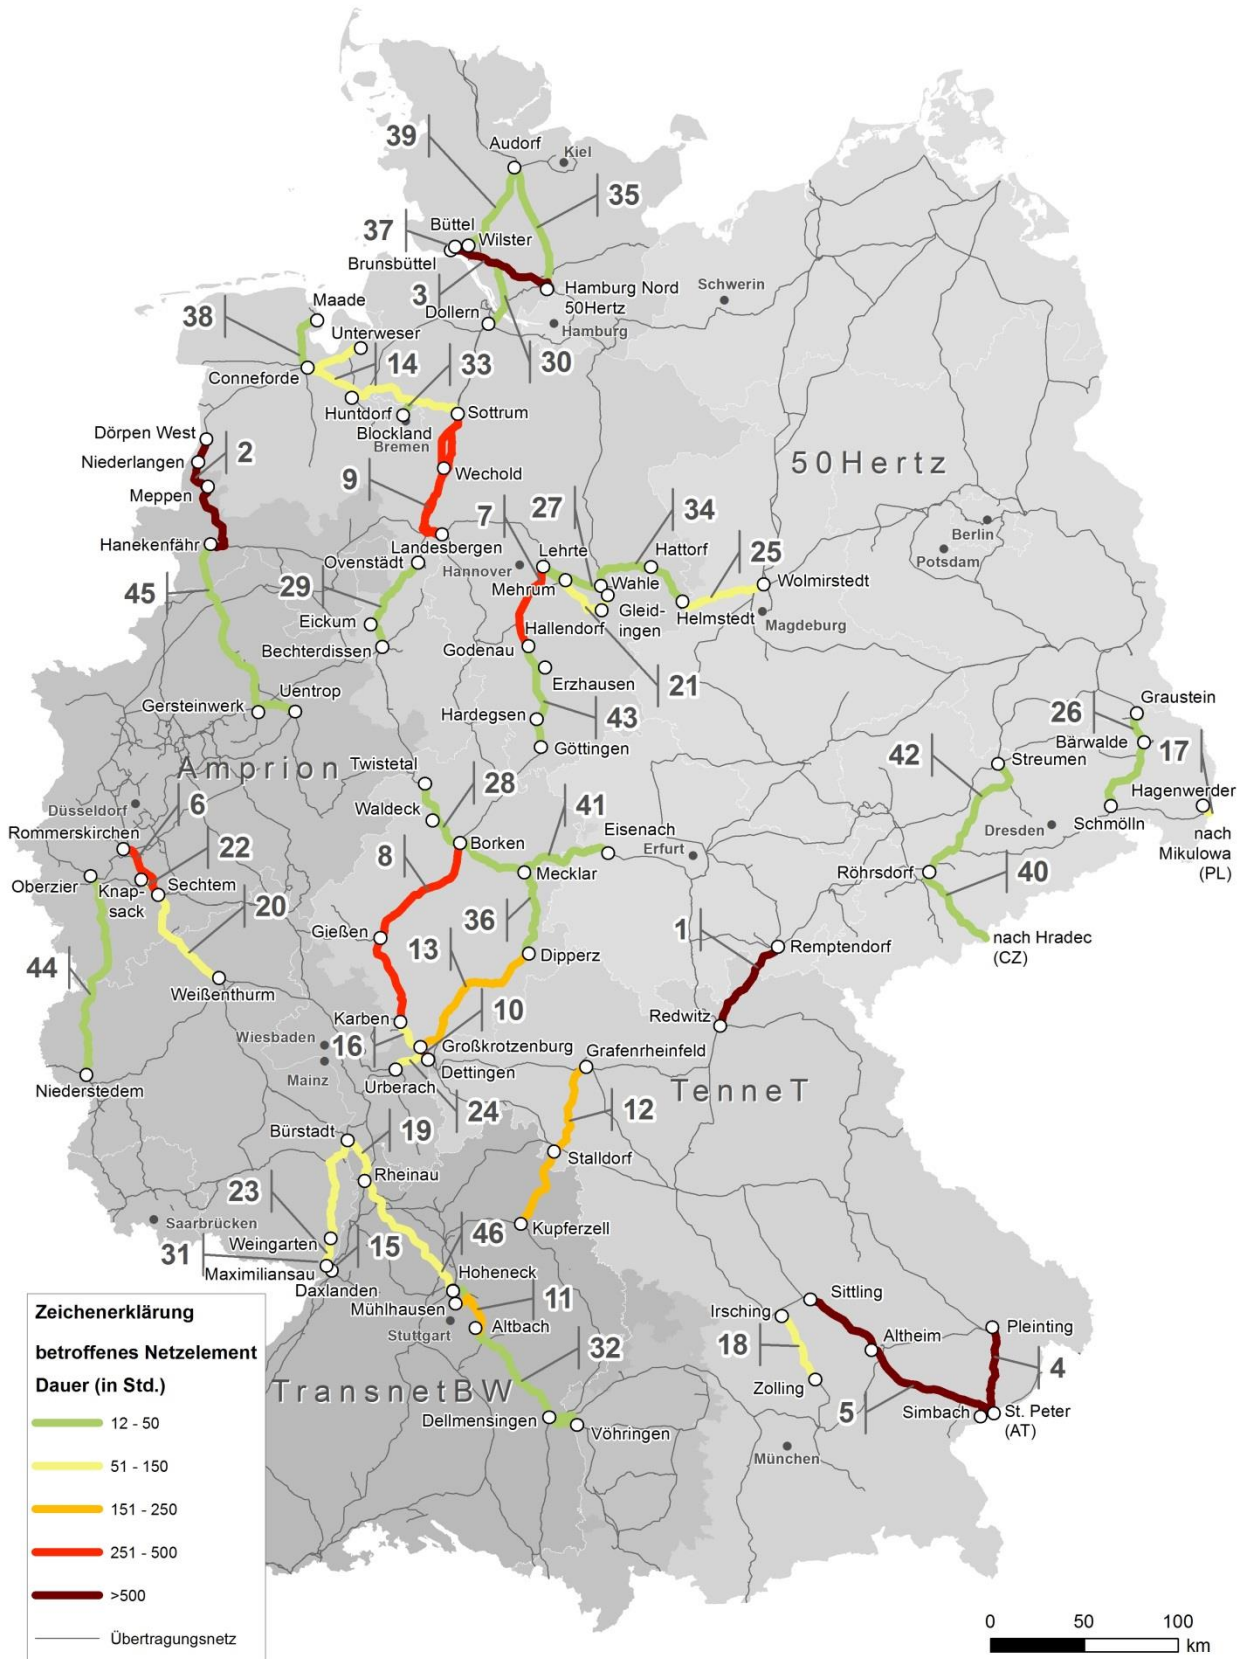 39
Audorf
Kiel
35
37
Büttel
Wilster
Brunsbüttel
3
Hamburg Nord
50Hertz
Schwerin
Maade
Dollern
Hamburg
38
Unterweser
14
33
30
Conneforde
Huntdorf
Sottrum
Blockland
Bremen
Dörpen West
2
Niederlangen
9
Wechold
50Hertz
Meppen
7
27
34
Berlin
Hanekenfähr
Landesbergen
Lehrte
Hattorf
25
Potsdam
Ovenstädt
Hannover
45
29
Mehrum
Wahle
Wolmirstedt
Gleid-
ingen
Helmstedt
Magdeburg
Eickum
Hallendorf
Bechterdissen
Godenau
Erzhausen
21
Uentrop
Gersteinwerk
Hardegsen
43
26
Graustein
Göttingen
Bärwalde
17
Amprion
Twistetal
28
42
Streumen
Düsseldorf
6
Waldeck
41
Hagenwerder
Rommerskirchen
22
8
Borken
Eisenach
Erfurt
Dresden
Schmölln
nach
Mikulowa
(PL)
Oberzier
Knap-
sack
Sechtem
Mecklar
Röhrsdorf
40
20
36
Gießen
13
1
Remptendorf
nach Hradec
(CZ)
44
Dipperz
Weißenthurm
Karben
10
Redwitz
Wiesbaden
16
Großkrotzenburg
Grafenrheinfeld
Mainz
Dettingen
Niederstedem
Urberach
24
TenneT
12
Bürstadt
19
Stalldorf
Rheinau
23
Saarbrücken
Kupferzell
Weingarten
31
15
46
Maximiliansau
Hoheneck
Daxlanden
Mühlhausen
11
Sittling
Irsching
Stuttgart
Altbach
Altheim
Pleinting
18
32
4
TransnetBW
Zolling
5
Simbach
St. Peter
(AT)
Dellmensingen
Vöhringen
München
Zeichenerklärung
betroffenes Netzelement
Dauer (in Std.)
12 - 50
51 - 150
151 - 250
251 - 500
>500
Übertragungsnetz
0 50 100
km